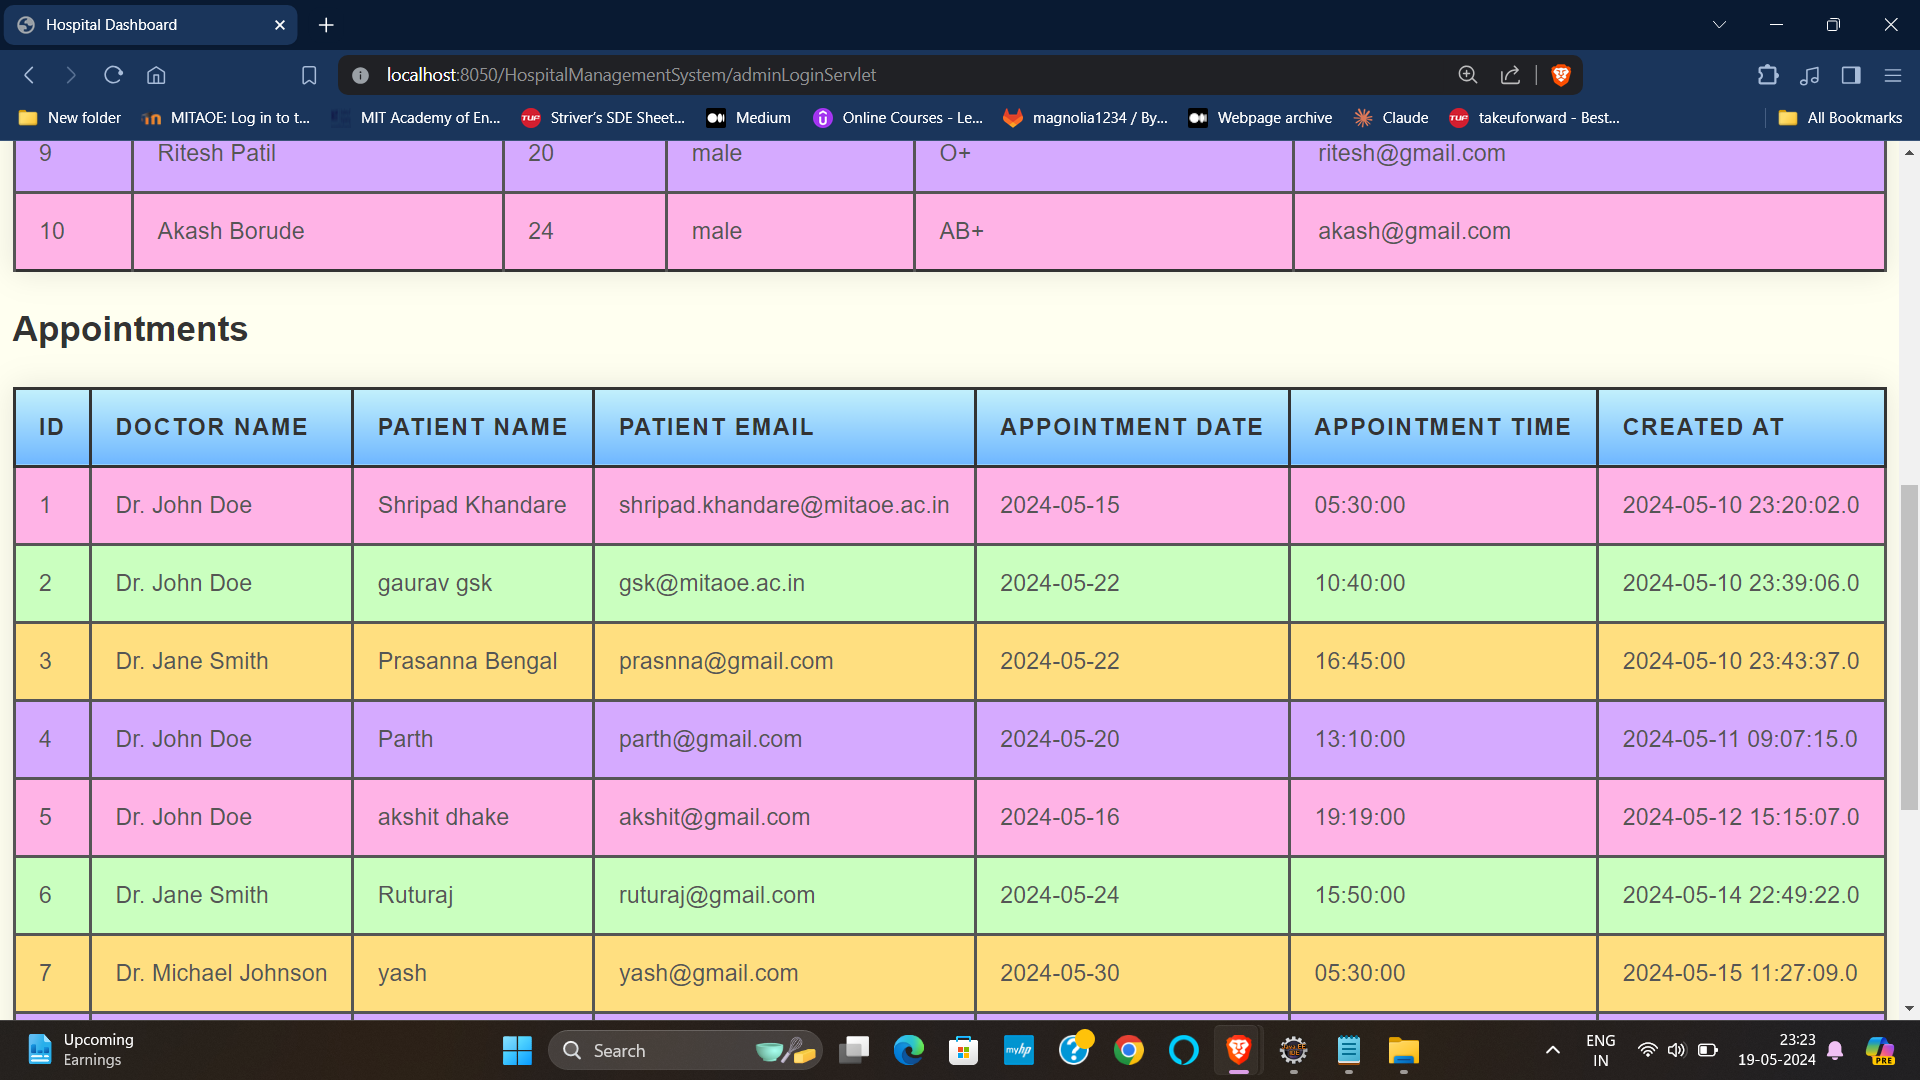 Hospital Dashboard
localhost:8050/HospitalManagementSystem/adminLoginServlet
New folder MITAOE: Log in to t... MIT Academy of En... Striver's SDE Sheet... Medium Online Courses - Le... magnolia1234 / By... Webpage archive Claude takeuforward - Best... All Bookmarks
9 Ritesh Patil 20 male O+ ritesh@gmail.com
10 Akash Borude 24 male AB+ akash@gmail.com
Appointments
ID DOCTOR NAME PATIENT NAME PATIENT EMAIL APPOINTMENT DATE APPOINTMENT TIME CREATED AT
1 Dr. John Doe Shripad Khandare shripad.khandare@mitaoe.ac.in 2024-05-15 05:30:00 2024-05-10 23:20:02.0
2 Dr. John Doe gaurav gsk gsk@mitaoe.ac.in 2024-05-22 10:40:00 2024-05-10 23:39:06.0
3 Dr. Jane Smith Prasanna Bengal prasnna@gmail.com 2024-05-22 16:45:00 2024-05-10 23:43:37.0
4 Dr. John Doe Parth parth@gmail.com 2024-05-20 13:10:00 2024-05-11 09:07:15.0
5 Dr. John Doe akshit dhake akshit@gmail.com 2024-05-16 19:19:00 2024-05-12 15:15:07.0
6 Dr. Jane Smith Ruturaj ruturaj@gmail.com 2024-05-24 15:50:00 2024-05-14 22:49:22.0
7 Dr. Michael Johnson yash yash@gmail.com 2024-05-30 05:30:00 2024-05-15 11:27:09.0
Upcoming
Earnings
Search
myhp
ENG
IN
23:23
19-05-2024
PRE